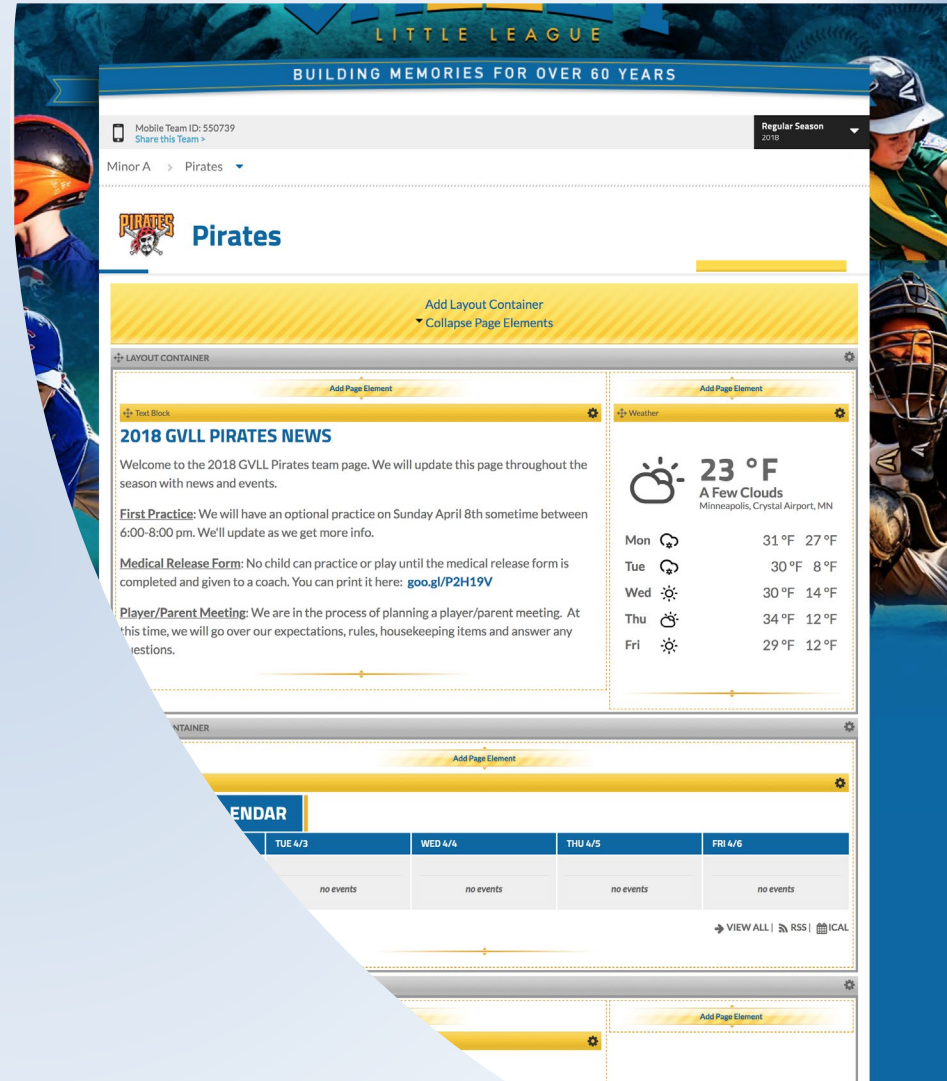 LITTLE LEAGUE
BUILDING MEMORIES FOR OVER 60 YEARS
Mobile Team ID: 550739
Share this Team >
Regular Season
2018
Minor A > Pirates
PIRATES
Pirates
Add Layout Container
Collapse Page Elements
LAYOUT CONTAINER
Add Page Element
Text Block
2018 GVLL PIRATES NEWS
Welcome to the 2018 GVLL Pirates team page. We will update this page throughout the
season with news and events.
First Practice: We will have an optional practice on Sunday April 8th sometime between
6:00-8:00 pm. We'll update as we get more info.
Medical Release Form: No child can practice or play until the medical release form is
completed and given to a coach. You can print it here: goo.gl/P2H19V
Player/Parent Meeting: We are in the process of planning a player/parent meeting. At
this time, we will go over our expectations, rules, housekeeping items and answer any
Add Page Element
Weather
23 °F
A Few Clouds
Minneapolis, Crystal Airport, MN
Mon 31 °F 27 °F
Tue 30 °F 8 °F
Wed 30 °F 14 °F
Thu 34 °F 12 °F
Fri 29 °F 12 °F
Add Page Element
TUE 4/3 WED 4/4 THU 4/5 FRI 4/6
no events no events no events no events
VIEW ALL | RSS | ICAL
Add Page Element